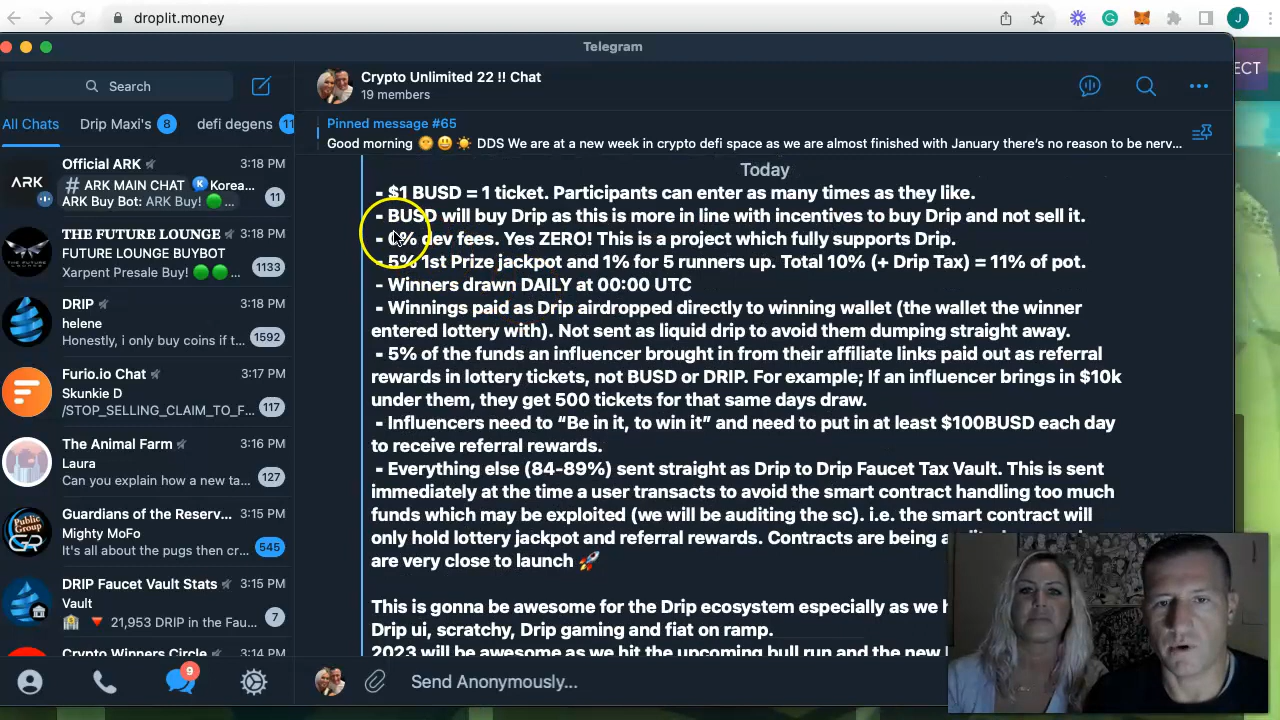 droplit.money
J
Telegram
ECT
Search
All Chats
Drip Maxi's 8
defi degens 11
Official ARK 3:18 PM
# ARK MAIN CHAT K Korea...
ARK Buy Bot: ARK Buy! ... 11
ARK
THE FUTURE LOUNGE 3:18 PM
FUTURE LOUNGE BUYBOT
Xarpent Presale Buy! ... 1133
DRIP 3:18 PM
helene
Honestly, i only buy coins if t... 1592
Furio.io Chat 3:17 PM
Skunkie D
/STOP_SELLING_CLAIM_TO_F... 117
The Animal Farm 3:16 PM
Laura
Can you explain how a new ta... 127
Guardians of the Reserv... 3:15 PM
Mighty MoFo
It's all about the pugs then cr... 545
DRIP Faucet Vault Stats 3:15 PM
Vault
🏦 🔻 21,953 DRIP in the Fau... 7
Crypto Winners Circle 3:14 PM
9
Crypto Unlimited 22 !! Chat
19 members
Pinned message #65
Good morning 🌞 😃 ☀️ DDS We are at a new week in crypto defi space as we are almost finished with January there's no reason to be nerv...
Today
- $1 BUSD = 1 ticket. Participants can enter as many times as they like.
- BUSD will buy Drip as this is more in line with incentives to buy Drip and not sell it.
- 0% dev fees. Yes ZERO! This is a project which fully supports Drip.
- 5% 1st Prize jackpot and 1% for 5 runners up. Total 10% (+ Drip Tax) = 11% of pot.
- Winners drawn DAILY at 00:00 UTC
- Winnings paid as Drip airdropped directly to winning wallet (the wallet the winner
entered lottery with). Not sent as liquid drip to avoid them dumping straight away.
- 5% of the funds an influencer brought in from their affiliate links paid out as referral
rewards in lottery tickets, not BUSD or DRIP. For example; If an influencer brings in $10k
under them, they get 500 tickets for that same days draw.
- Influencers need to “Be in it, to win it” and need to put in at least $100BUSD each day
to receive referral rewards.
- Everything else (84-89%) sent straight as Drip to Drip Faucet Tax Vault. This is sent
immediately at the time a user transacts to avoid the smart contract handling too much
funds which may be exploited (we will be auditing the sc). i.e. the smart contract will
only hold lottery jackpot and referral rewards. Contracts are being
are very close to launch 🚀
This is gonna be awesome for the Drip ecosystem especially as we h
Drip ui, scratchy, Drip gaming and fiat on ramp.
2023 will be awesome as we hit the upcoming bull run and the new
Send Anonymously...